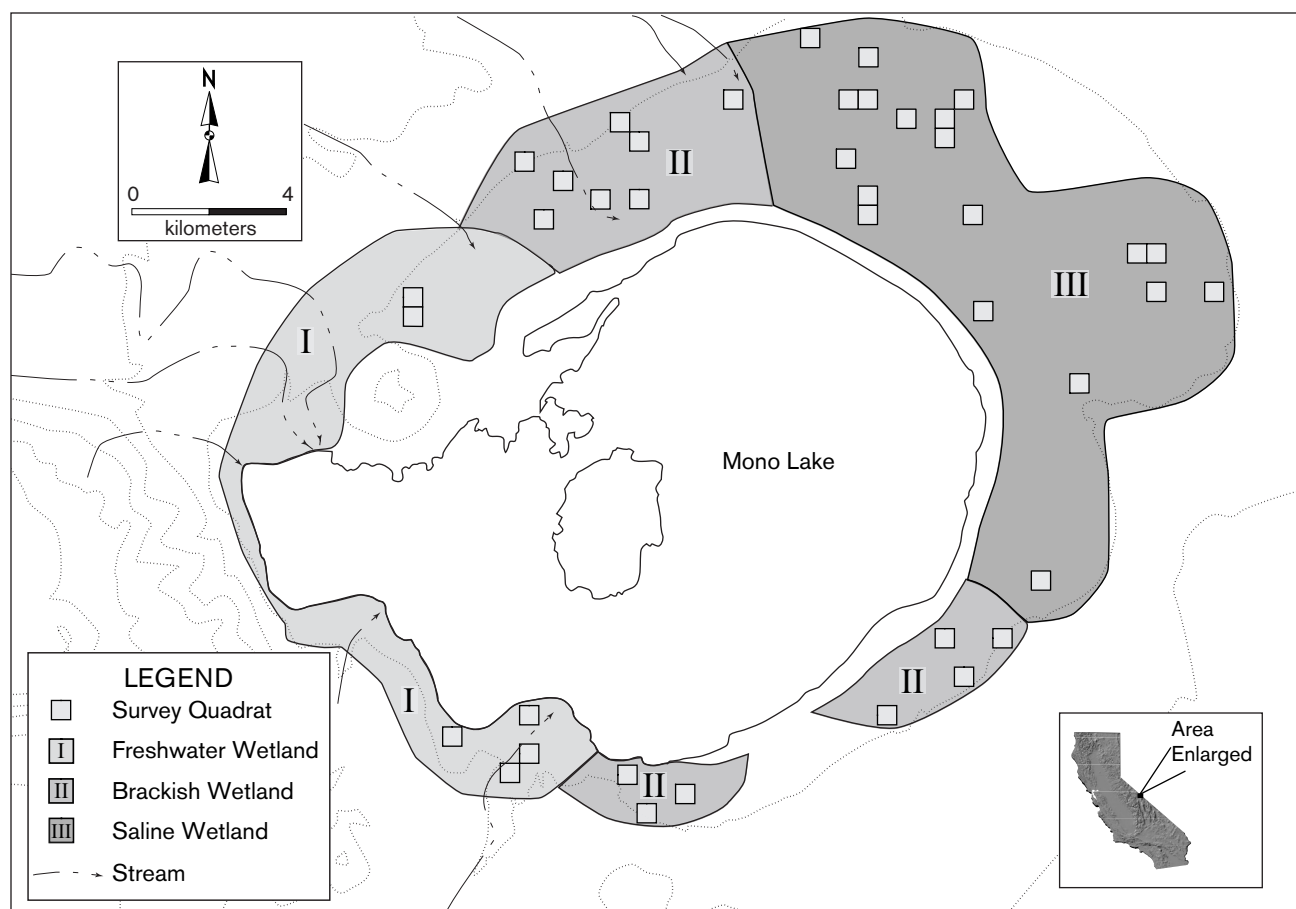 N
0 4
kilometers
II
III
I
Mono Lake
II
I
II
LEGEND
Survey Quadrat
I Freshwater Wetland
II Brackish Wetland
III Saline Wetland
Stream
Area
Enlarged